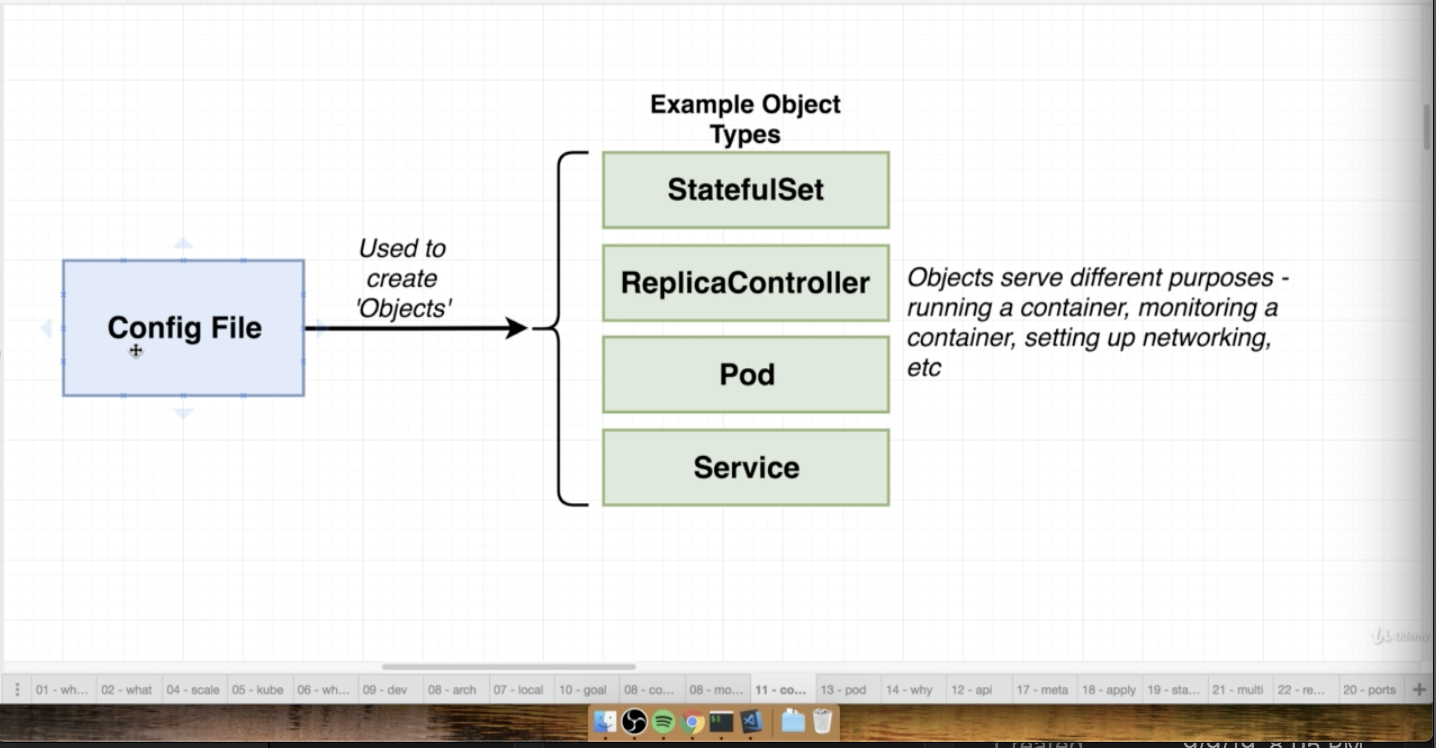 Example Object
Types
StatefulSet
Used to
create
'Objects'
ReplicaController
Objects serve different purposes -
running a container, monitoring a
container, setting up networking,
etc
Config File
Pod
Service
Udemy
01 - wh... 02 - what 04 - scale 05 - kube 06 - wh... 09 - dev 08 - arch 07 - local 10 - goal 08 - co... 08 - mo... 11 - co... 13 - pod 14 - why 12 - api 17 - meta 18 - apply 19 - sta... 21 - multi 22 - re... 20 - ports